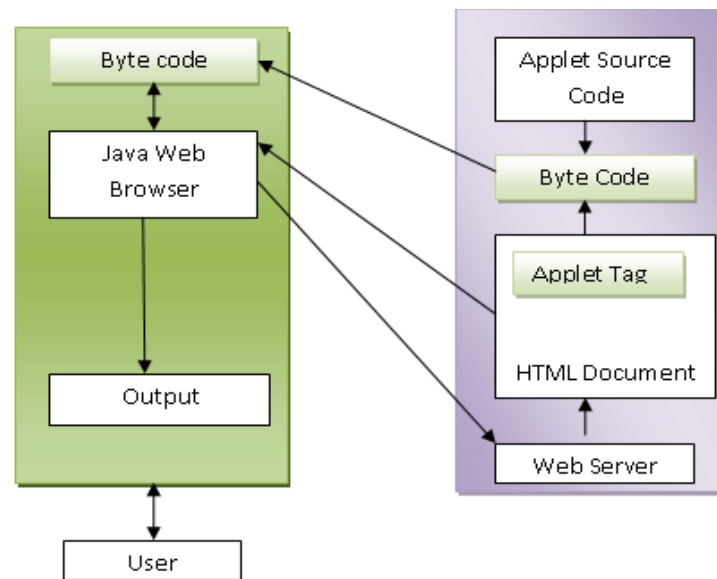 Byte code
Java Web
Browser
Output
User
Applet Source
Code
Byte Code
Applet Tag
HTML Document
Web Server